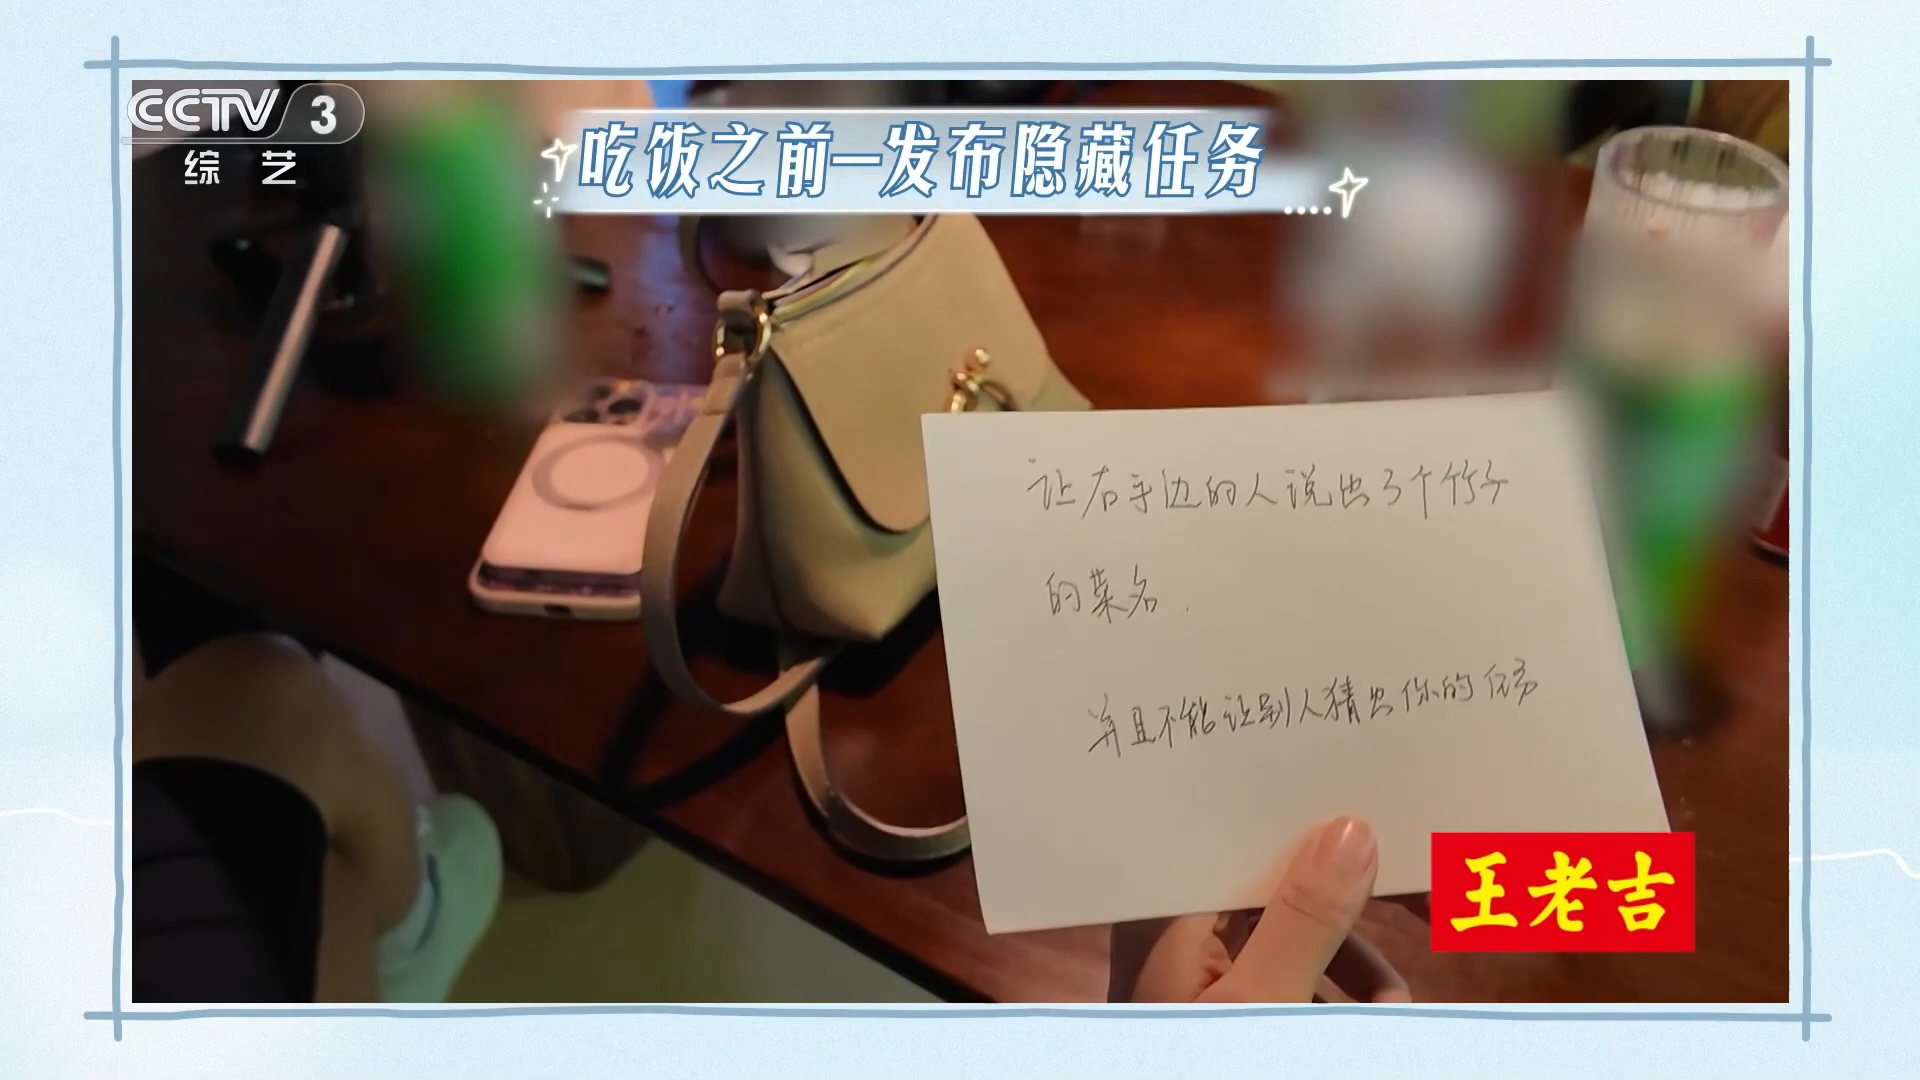 CCTV 3
综 艺
吃饭之前—发布隐藏任务
让右手边的人说出3个竹子
的菜名.
并且不能让别人猜出你的任务
王老吉